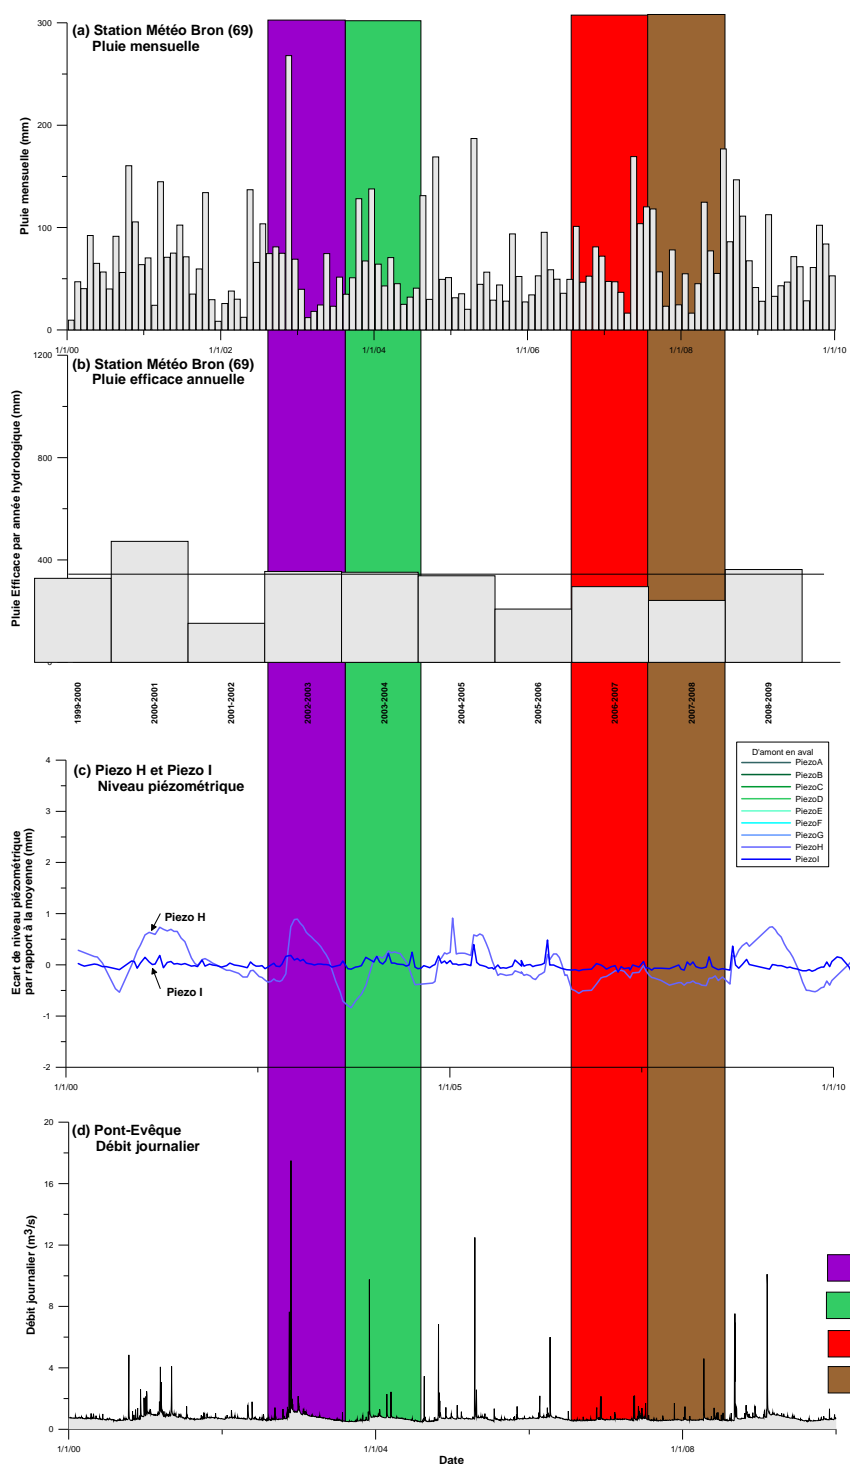 (a) Station Météo Bron (69)
Pluie mensuelle
Pluie mensuelle (mm)
300
200
100
0
1/1/00
1/1/02
1/1/04
1/1/06
1/1/08
1/1/10
(b) Station Météo Bron (69)
Pluie efficace annuelle
Pluie Efficace par année hydrologique (mm)
1200
800
400
0
1999-2000
2000-2001
2001-2002
2002-2003
2003-2004
2004-2005
2005-2006
2006-2007
2007-2008
2008-2009
(c) Piezo H et Piezo I
Niveau piézométrique
Ecart de niveau piézométrique
par rapport à la moyenne (mm)
4
3
2
1
0
-1
-2
Piezo H
Piezo I
D'amont en aval
PiezoA
PiezoB
PiezoC
PiezoD
PiezoE
PiezoF
PiezoG
PiezoH
PiezoI
1/1/00
1/1/05
1/1/10
(d) Pont-Evêque
Débit journalier
Débit journalier (m3/s)
20
16
12
8
4
0
1/1/00
1/1/04
1/1/08
Date